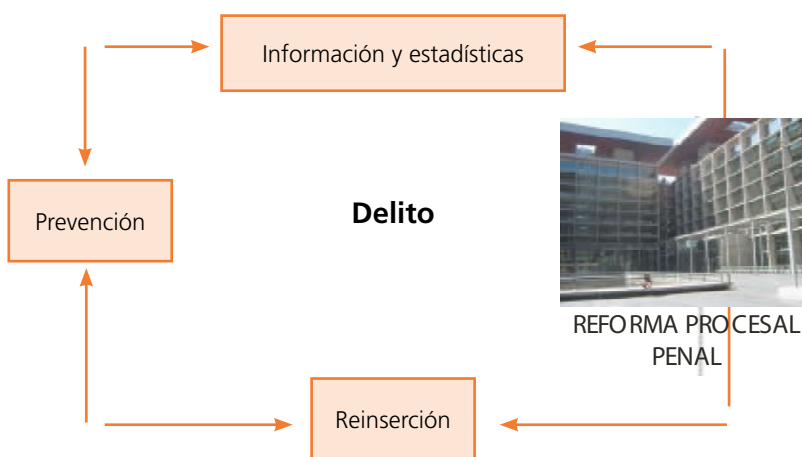 Información y estadísticas
Prevención
Delito
REFORMA PROCESAL
PENAL
Reinserción